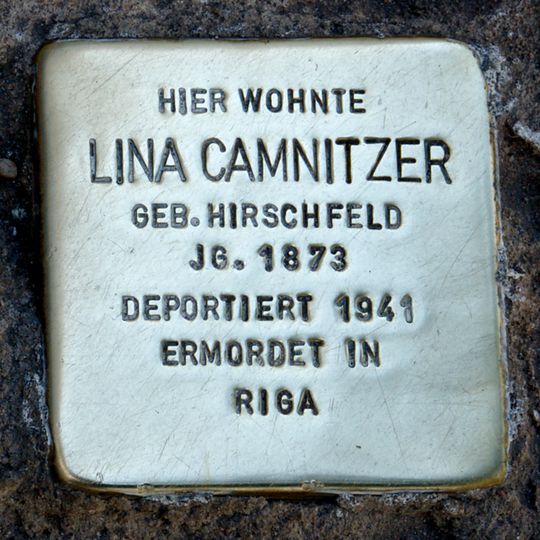 HIER WOHNTE
LINA CAMNITZER
GEB. HIRSCHFELD
JG. 1873
DEPORTIERT 1941
ERMORDET IN
RIGA